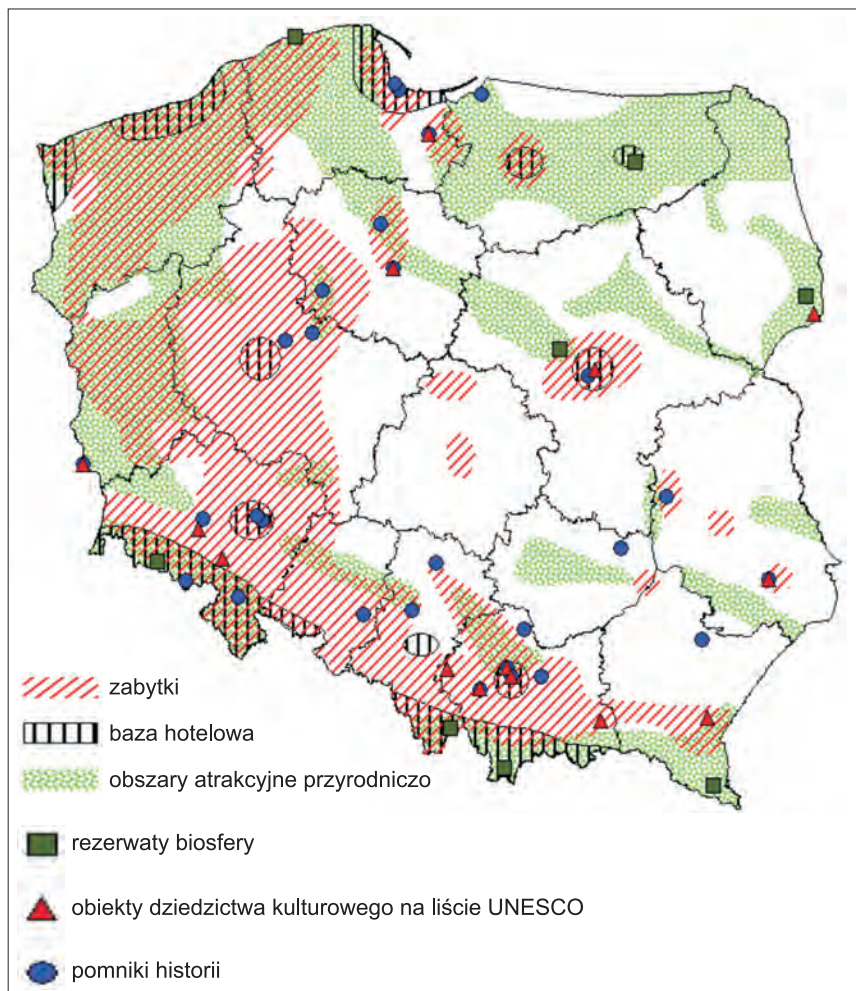 zabytki
baza hotelowa
obszary atrakcyjne przyrodniczo
rezerwaty biosfery
obiekty dziedzictwa kulturowego na liście UNESCO
pomniki historii